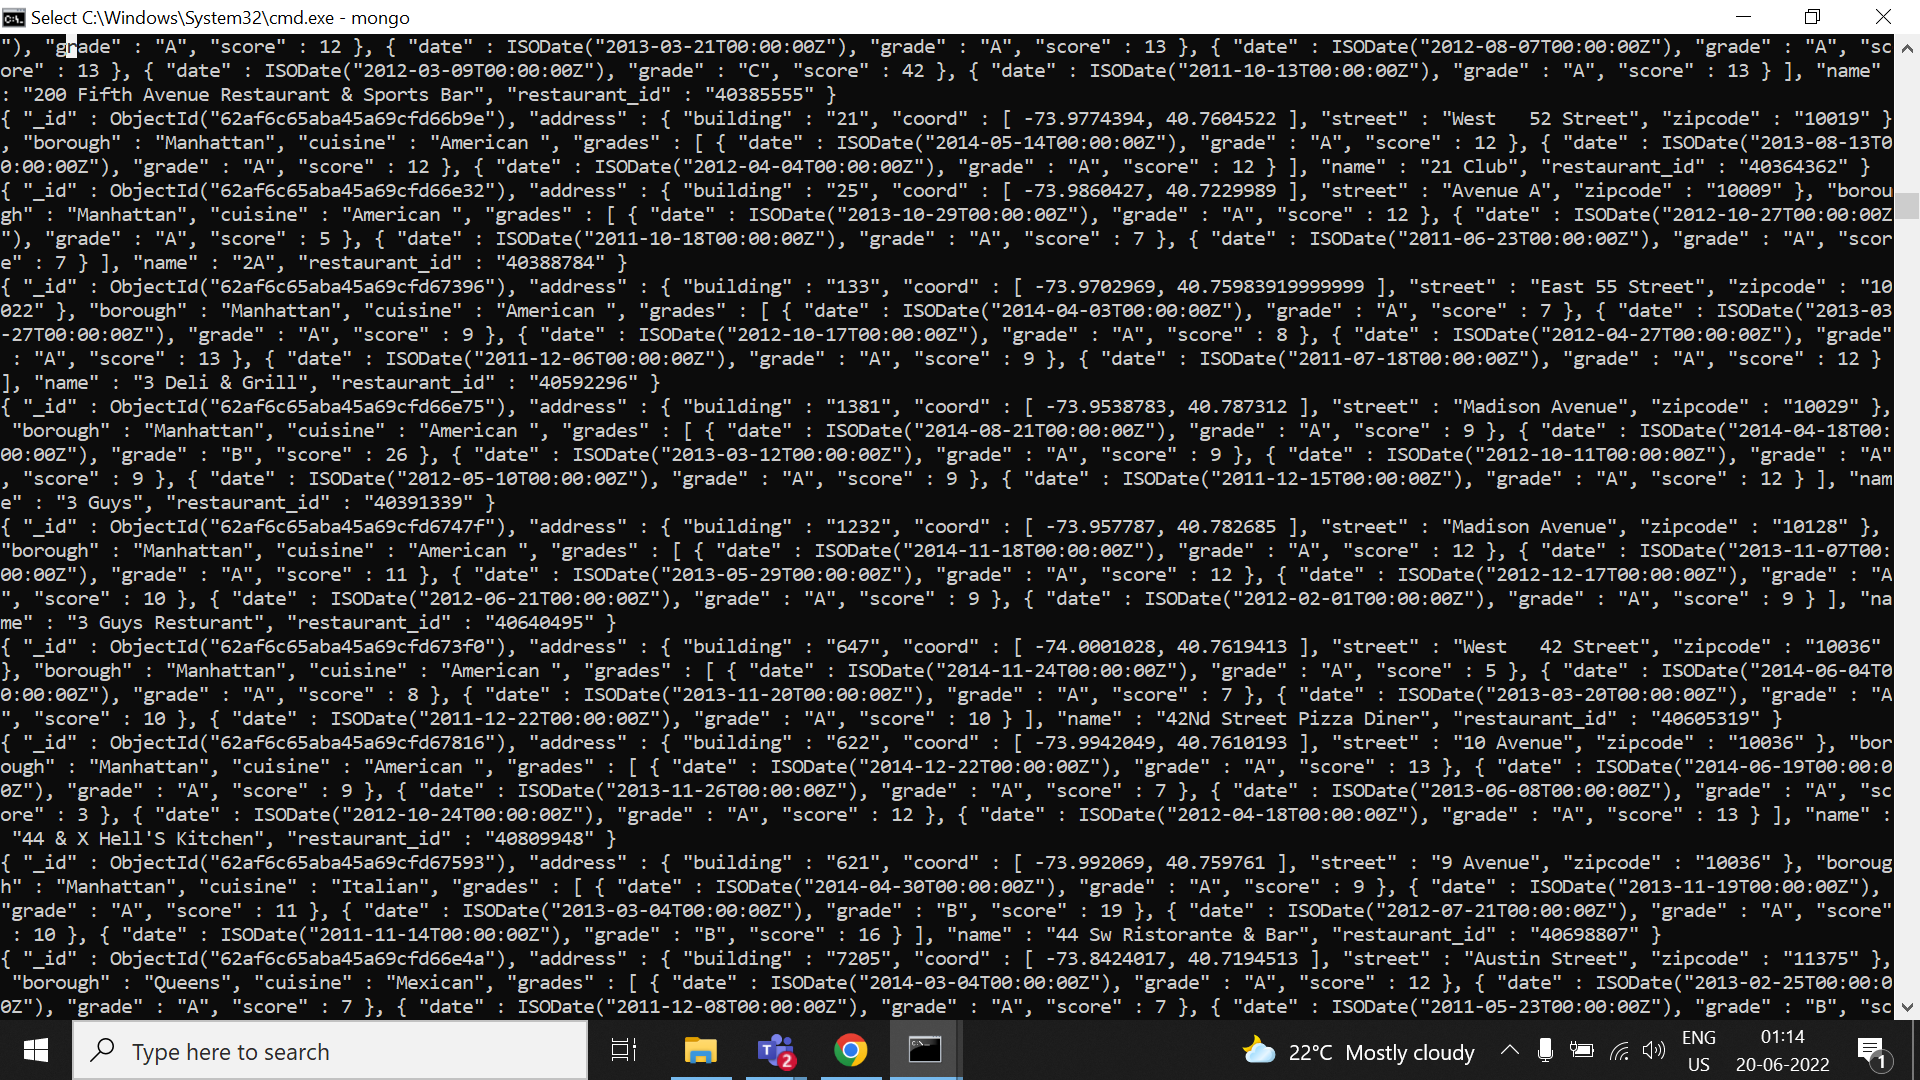 Select C:\Windows\System32\cmd.exe - mongo
"), "grade" : "A", "score" : 12 }, { "date" : ISODate("2013-03-21T00:00:00Z"), "grade" : "A", "score" : 13 }, { "date" : ISODate("2012-08-07T00:00:00Z"), "grade" : "A", "sc
ore" : 13 }, { "date" : ISODate("2012-03-09T00:00:00Z"), "grade" : "C", "score" : 42 }, { "date" : ISODate("2011-10-13T00:00:00Z"), "grade" : "A", "score" : 13 } ], "name"
: "200 Fifth Avenue Restaurant & Sports Bar", "restaurant_id" : "40385555" }
{ "_id" : ObjectId("62af6c65aba45a69cfd66b9e"), "address" : { "building" : "21", "coord" : [ -73.9774394, 40.7604522 ], "street" : "West   52 Street", "zipcode" : "10019" }
, "borough" : "Manhattan", "cuisine" : "American ", "grades" : [ { "date" : ISODate("2014-05-14T00:00:00Z"), "grade" : "A", "score" : 12 }, { "date" : ISODate("2013-08-13T0
0:00:00Z"), "grade" : "A", "score" : 12 }, { "date" : ISODate("2012-04-04T00:00:00Z"), "grade" : "A", "score" : 12 } ], "name" : "21 Club", "restaurant_id" : "40364362" }
{ "_id" : ObjectId("62af6c65aba45a69cfd66e32"), "address" : { "building" : "25", "coord" : [ -73.9860427, 40.7229989 ], "street" : "Avenue A", "zipcode" : "10009" }, "borou
gh" : "Manhattan", "cuisine" : "American ", "grades" : [ { "date" : ISODate("2013-10-29T00:00:00Z"), "grade" : "A", "score" : 12 }, { "date" : ISODate("2012-10-27T00:00:00Z
"), "grade" : "A", "score" : 5 }, { "date" : ISODate("2011-10-18T00:00:00Z"), "grade" : "A", "score" : 7 }, { "date" : ISODate("2011-06-23T00:00:00Z"), "grade" : "A", "scor
e" : 7 } ], "name" : "2A", "restaurant_id" : "40388784" }
{ "_id" : ObjectId("62af6c65aba45a69cfd67396"), "address" : { "building" : "133", "coord" : [ -73.9702969, 40.75983919999999 ], "street" : "East 55 Street", "zipcode" : "10
022" }, "borough" : "Manhattan", "cuisine" : "American ", "grades" : [ { "date" : ISODate("2014-04-03T00:00:00Z"), "grade" : "A", "score" : 7 }, { "date" : ISODate("2013-03
-27T00:00:00Z"), "grade" : "A", "score" : 9 }, { "date" : ISODate("2012-10-17T00:00:00Z"), "grade" : "A", "score" : 8 }, { "date" : ISODate("2012-04-27T00:00:00Z"), "grade"
 : "A", "score" : 13 }, { "date" : ISODate("2011-12-06T00:00:00Z"), "grade" : "A", "score" : 9 }, { "date" : ISODate("2011-07-18T00:00:00Z"), "grade" : "A", "score" : 12 }
], "name" : "3 Deli & Grill", "restaurant_id" : "40592296" }
{ "_id" : ObjectId("62af6c65aba45a69cfd66e75"), "address" : { "building" : "1381", "coord" : [ -73.9538783, 40.787312 ], "street" : "Madison Avenue", "zipcode" : "10029" },
 "borough" : "Manhattan", "cuisine" : "American ", "grades" : [ { "date" : ISODate("2014-08-21T00:00:00Z"), "grade" : "A", "score" : 9 }, { "date" : ISODate("2014-04-18T00:
00:00Z"), "grade" : "B", "score" : 26 }, { "date" : ISODate("2013-03-12T00:00:00Z"), "grade" : "A", "score" : 9 }, { "date" : ISODate("2012-10-11T00:00:00Z"), "grade" : "A"
, "score" : 9 }, { "date" : ISODate("2012-05-10T00:00:00Z"), "grade" : "A", "score" : 9 }, { "date" : ISODate("2011-12-15T00:00:00Z"), "grade" : "A", "score" : 12 } ], "nam
e" : "3 Guys", "restaurant_id" : "40391339" }
{ "_id" : ObjectId("62af6c65aba45a69cfd6747f"), "address" : { "building" : "1232", "coord" : [ -73.957787, 40.782685 ], "street" : "Madison Avenue", "zipcode" : "10128" },
"borough" : "Manhattan", "cuisine" : "American ", "grades" : [ { "date" : ISODate("2014-11-18T00:00:00Z"), "grade" : "A", "score" : 12 }, { "date" : ISODate("2013-11-07T00:
00:00Z"), "grade" : "A", "score" : 11 }, { "date" : ISODate("2013-05-29T00:00:00Z"), "grade" : "A", "score" : 12 }, { "date" : ISODate("2012-12-17T00:00:00Z"), "grade" : "A
", "score" : 10 }, { "date" : ISODate("2012-06-21T00:00:00Z"), "grade" : "A", "score" : 9 }, { "date" : ISODate("2012-02-01T00:00:00Z"), "grade" : "A", "score" : 9 } ], "na
me" : "3 Guys Resturant", "restaurant_id" : "40640495" }
{ "_id" : ObjectId("62af6c65aba45a69cfd673f0"), "address" : { "building" : "647", "coord" : [ -74.0001028, 40.7619413 ], "street" : "West   42 Street", "zipcode" : "10036"
}, "borough" : "Manhattan", "cuisine" : "American ", "grades" : [ { "date" : ISODate("2014-11-24T00:00:00Z"), "grade" : "A", "score" : 5 }, { "date" : ISODate("2014-06-04T0
0:00:00Z"), "grade" : "A", "score" : 8 }, { "date" : ISODate("2013-11-20T00:00:00Z"), "grade" : "A", "score" : 7 }, { "date" : ISODate("2013-03-20T00:00:00Z"), "grade" : "A
", "score" : 10 }, { "date" : ISODate("2011-12-22T00:00:00Z"), "grade" : "A", "score" : 10 } ], "name" : "42Nd Street Pizza Diner", "restaurant_id" : "40605319" }
{ "_id" : ObjectId("62af6c65aba45a69cfd67816"), "address" : { "building" : "622", "coord" : [ -73.9942049, 40.7610193 ], "street" : "10 Avenue", "zipcode" : "10036" }, "bor
ough" : "Manhattan", "cuisine" : "American ", "grades" : [ { "date" : ISODate("2014-12-22T00:00:00Z"), "grade" : "A", "score" : 13 }, { "date" : ISODate("2014-06-19T00:00:0
0Z"), "grade" : "A", "score" : 9 }, { "date" : ISODate("2013-11-26T00:00:00Z"), "grade" : "A", "score" : 7 }, { "date" : ISODate("2013-06-08T00:00:00Z"), "grade" : "A", "sc
ore" : 3 }, { "date" : ISODate("2012-10-24T00:00:00Z"), "grade" : "A", "score" : 12 }, { "date" : ISODate("2012-04-18T00:00:00Z"), "grade" : "A", "score" : 13 } ], "name" :
 "44 & X Hell'S Kitchen", "restaurant_id" : "40809948" }
{ "_id" : ObjectId("62af6c65aba45a69cfd67593"), "address" : { "building" : "621", "coord" : [ -73.992069, 40.759761 ], "street" : "9 Avenue", "zipcode" : "10036" }, "boroug
h" : "Manhattan", "cuisine" : "Italian", "grades" : [ { "date" : ISODate("2014-04-30T00:00:00Z"), "grade" : "A", "score" : 9 }, { "date" : ISODate("2013-11-19T00:00:00Z"),
"grade" : "A", "score" : 11 }, { "date" : ISODate("2013-03-04T00:00:00Z"), "grade" : "B", "score" : 19 }, { "date" : ISODate("2012-07-21T00:00:00Z"), "grade" : "A", "score"
 : 10 }, { "date" : ISODate("2011-11-14T00:00:00Z"), "grade" : "B", "score" : 16 } ], "name" : "44 Sw Ristorante & Bar", "restaurant_id" : "40698807" }
{ "_id" : ObjectId("62af6c65aba45a69cfd66e4a"), "address" : { "building" : "7205", "coord" : [ -73.8424017, 40.7194513 ], "street" : "Austin Street", "zipcode" : "11375" },
 "borough" : "Queens", "cuisine" : "Mexican", "grades" : [ { "date" : ISODate("2014-03-04T00:00:00Z"), "grade" : "A", "score" : 12 }, { "date" : ISODate("2013-02-25T00:00:0
0Z"), "grade" : "A", "score" : 7 }, { "date" : ISODate("2011-12-08T00:00:00Z"), "grade" : "A", "score" : 7 }, { "date" : ISODate("2011-05-23T00:00:00Z"), "grade" : "B", "sc
Type here to search
T 2
22°C Mostly cloudy
ENG US
01:14
20-06-2022
1